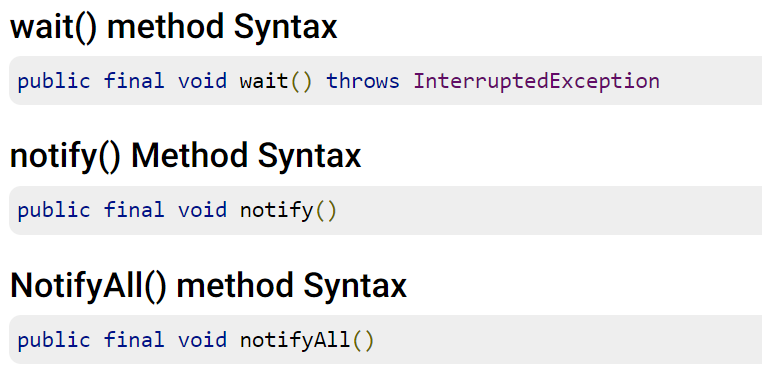 wait() method Syntax
public final void wait() throws InterruptedException
notify() Method Syntax
public final void notify()
NotifyAll() method Syntax
public final void notifyAll()